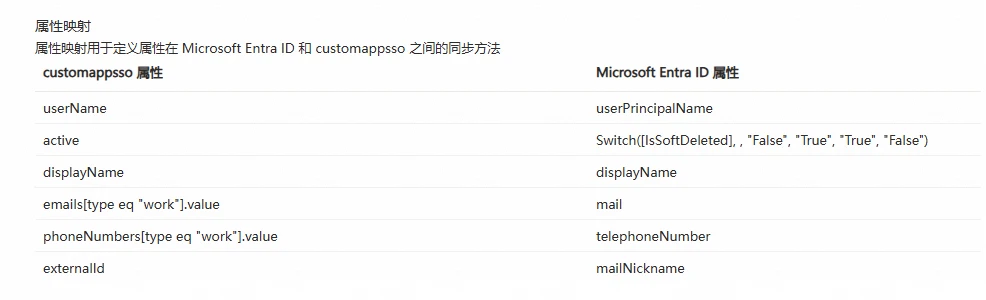 属性映射
属性映射用于定义属性在 Microsoft Entra ID 和 customappsso 之间的同步方法
customappsso 属性 Microsoft Entra ID 属性
userName userPrincipalName
active Switch([IsSoftDeleted], , "False", "True", "True", "False")
displayName displayName
emails[type eq "work"].value mail
phoneNumbers[type eq "work"].value telephoneNumber
externalId mailNickname